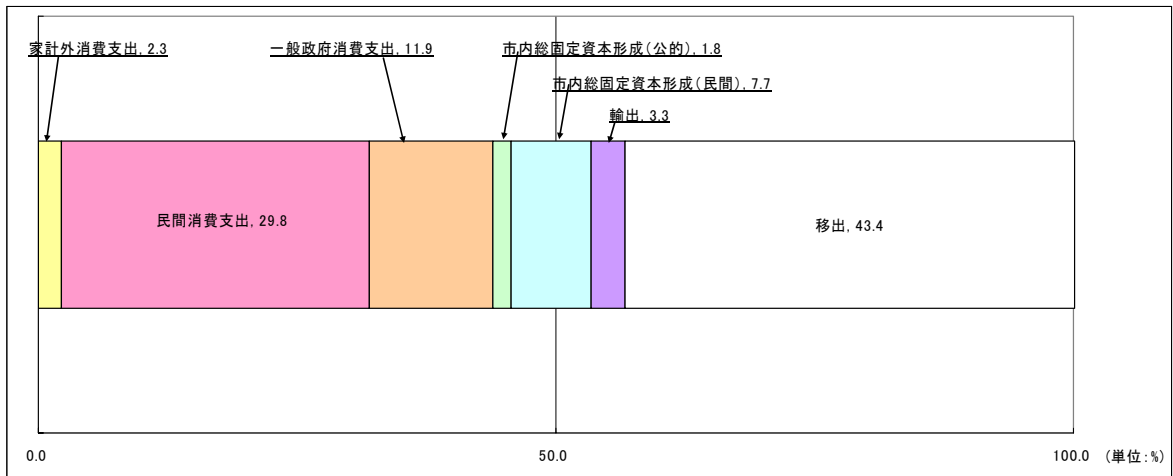 家計外消費支出, 2.3
一般政府消費支出, 11.9
市内総固定資本形成(公的), 1.8
市内総固定資本形成(民間), 7.7
輸出, 3.3
民間消費支出, 29.8
移出, 43.4
0.0
50.0
100.0
(単位:%)